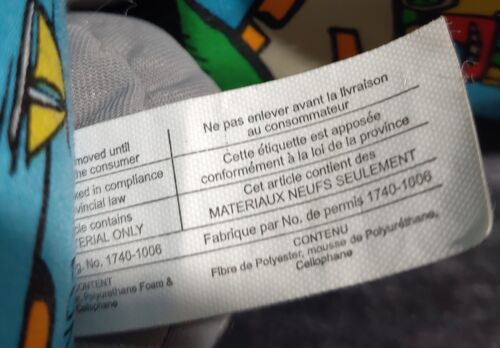 moved until
the consumer
Ne pas enlever avant la livraison
au consommateur
in compliance
vincial law
Cette étiquette est apposée
conformément à la loi de la province
contains
ERIAL ONLY
Cet article contient des
MATERIAUX NEUFS SEULEMENT
No. 1740-1006
Fabrique par No. de permis 1740-1006
CONTENT
Polyurethane Foam &
Cellophane
CONTENU
Fibre de Polyester, mousse de Polyuréthane,
Cellophane